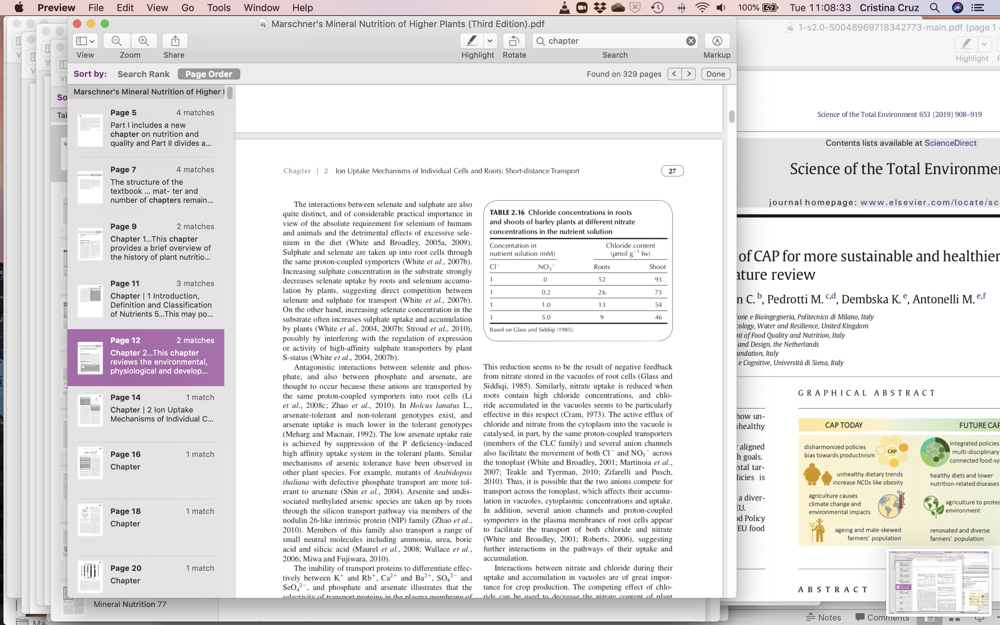 Preview File Edit View Go Tools Window Help
100% Tue 11:08:33 Cristina Cruz
Marschner's Mineral Nutrition of Higher Plants (Third Edition).pdf
chapter
View Zoom Share Highlight Rotate Search Markup
Sort by: Search Rank Page Order
Found on 329 pages < > Done
Marschner's Mineral Nutrition of Higher
Page 5 4 matches
Part I includes a new
chapter on nutrition and
quality and Part II divides a...
Page 7 4 matches
The structure of the
textbook ... mat- ter and
number of chapters remain...
Page 9 2 matches
Chapter 1...This chapter
provides a brief overview of
the history of plant nutritio...
Page 11 3 matches
Chapter | 1 Introduction,
Definition and Classification
of Nutrients 5...This may po...
Page 12 2 matches
Chapter 2...This chapter
reviews the environmental,
physiological and develop...
Page 14 1 match
Chapter | 2 Ion Uptake
Mechanisms of Individual C...
Page 16 1 match
Chapter
Page 18 1 match
Chapter
Page 20 1 match
Chapter
Mineral Nutrition 77
Chapter | 2 Ion Uptake Mechanisms of Individual Cells and Roots: Short-distance Transport 27
The interactions between selenate and sulphate are also
quite distinct, and of considerable practical importance in
view of the absolute requirement for selenium of humans
and animals and the detrimental effects of excessive sele-
nium in the diet (White and Broadley, 2005a, 2009).
Sulphate and selenate are taken up into root cells through
the same proton-coupled symporters (White et al., 2007b).
Increasing sulphate concentration in the substrate strongly
decreases selenate uptake by roots and selenium accumu-
lation by plants, suggesting direct competition between
selenate and sulphate for transport (White et al., 2007b).
On the other hand, increasing selenate concentration in the
substrate often increases sulphate uptake and accumulation
by plants (White et al., 2004, 2007b; Stroud et al., 2010),
possibly by interfering with the regulation of expression
or activity of high-affinity sulphate transporters by plant
S-status (White et al., 2004, 2007b).
Antagonistic interactions between selenite and phos-
phate, and also between phosphate and arsenate, are
thought to occur because these anions are transported by
the same proton-coupled symporters into root cells (Li
et al., 2008c; Zhao et al., 2010). In Holcus lanatus L.,
arsenate-tolerant and non-tolerant genotypes exist, and
arsenate uptake is much lower in the tolerant genotypes
(Meharg and Macnair, 1992). The low arsenate uptake rate
is achieved by suppression of the P deficiency-induced
high affinity uptake system in the tolerant plants. Similar
mechanisms of arsenic tolerance have been observed in
other plant species. For example, mutants of Arabidopsis
thaliana with defective phosphate transport are more tol-
erant to arsenate (Shin et al., 2004). Arsenite and undis-
sociated methylated arsenic species are taken up by roots
through the silicon transport pathway via members of the
nodulin 26-like intrinsic protein (NIP) family (Zhao et al.,
2010). Members of this family also transport a range of
small neutral molecules including ammonia, urea, boric
acid and silicic acid (Maurel et al., 2008; Wallace et al.,
2006; Miwa and Fujiwara, 2010).
The inability of transport proteins to differentiate effec-
tively between K⁺ and Rb⁺, Ca²⁺ and Ba²⁺, SO₄²⁻ and
SeO₄²⁻, and phosphate and arsenate illustrates that the
selectivity of transport proteins in the plasma membrane of
TABLE 2.16 Chloride concentrations in roots
and shoots of barley plants at different nitrate
concentrations in the nutrient solution
Concentation in Chloride content
nutrient solution (mM) (μmol g⁻¹ fw)
Cl⁻ NO₃⁻ Roots Shoot
1 0 52 93
1 0.2 26 73
1 1.0 13 54
1 5.0 9 46
Based on Glass and Siddiqi (1985).
This reduction seems to be the result of negative feedback
from nitrate stored in the vacuoles of root cells (Glass and
Siddiqi, 1985). Similarly, nitrate uptake is reduced when
roots contain high chloride concentrations, and chlo-
ride accumulated in the vacuoles seems to be particularly
effective in this respect (Cram, 1973). The active efflux of
chloride and nitrate from the cytoplasm into the vacuole is
catalysed, in part, by the same proton-coupled transporters
(members of the CLC family) and several anion channels
also facilitate the movement of both Cl⁻ and NO₃⁻ across
the tonoplast (White and Broadley, 2001; Martinoia et al.,
2007; Teakle and Tyerman, 2010; Zifarelli and Pusch,
2010). Thus, it is possible that the two anions compete for
transport across the tonoplast, which affects their accumu-
lation in vacuoles, cytoplasmic concentrations and uptake.
In addition, several anion channels and proton-coupled
symporters in the plasma membranes of root cells appear
to facilitate the transport of both chloride and nitrate
(White and Broadley, 2001; Roberts, 2006), suggesting
further interactions in the pathways of their uptake and
accumulation.
Interactions between nitrate and chloride during their
uptake and accumulation in vacuoles are of great impor-
tance for crop production. The competing effect of chlo-
ride can be used to decrease the nitrate content of plant
1-s2.0-S0048969718342773-main.pdf (page 1
Highlight
Science of the Total Environment 653 (2019) 908–919
Contents lists available at ScienceDirect
Science of the Total Environme
journal homepage: www.elsevier.com/locate/sc
of CAP for more sustainable and healthier
ature review
n C.ᵇ, Pedrotti M.ᶜ,ᵈ, Dembska K.ᵉ, Antonelli M.ᵉ,ᶠ
ione e Bioingegneria, Politecnico di Milano, Italy
cology, Water and Resilience, United Kingdom
nt of Food Quality and Nutrition, Italy
and Design, the Netherlands
undation, Italy
e Cognitive, Università di Siena, Italy
GRAPHICAL ABSTRACT
how un-
healthy
aligned
h goals.
ntal tar-
licies is
a diver-
EU.
od Policy
EU food
CAP TODAY FUTURE CAP
disharmonized policies
bias towards productivism
CAP
integrated policies
multi-disciplinary
connected food-sy
unhealthy dietary trends
increase NCDs like obesity
healthy diets and lower
nutrition-related diseases
agriculture causes
climate change and
environmental impacts
agriculture to protec
environment
ageing and male-skewed
farmers' population
renovated and diverse
farmers' population
ABSTRACT
Notes Comments